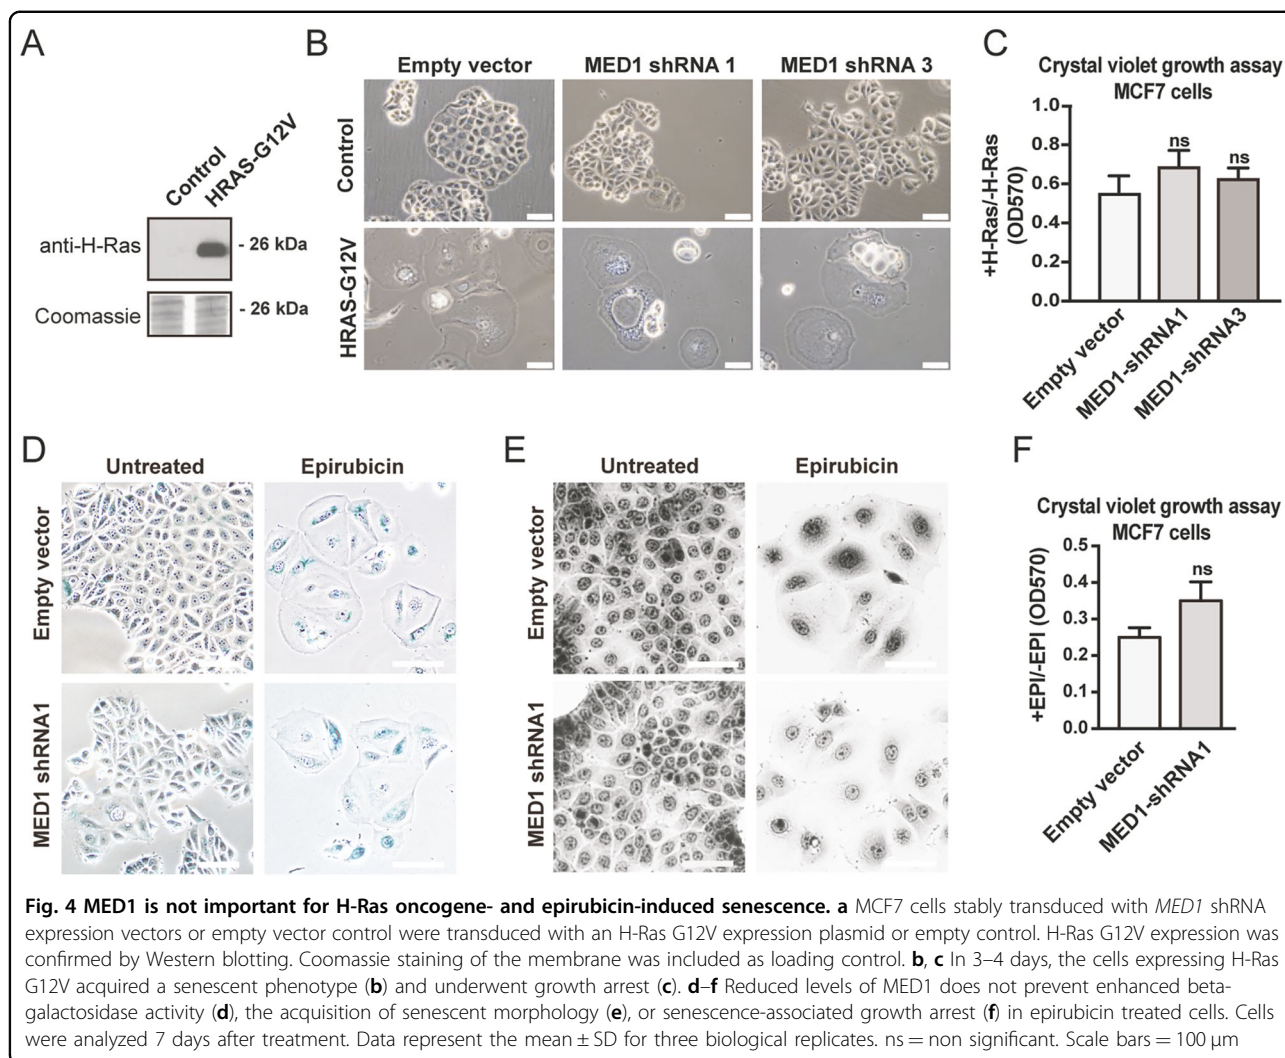 A
Control
HRAS-G12V
anti-H-Ras
- 26 kDa
Coomassie
- 26 kDa
B
Empty vector
MED1 shRNA 1
MED1 shRNA 3
Control
HRAS-G12V
C
Crystal violet growth assay
MCF7 cells
+H-Ras/-H-Ras
(OD570)
1.0
0.8
0.6
0.4
0.2
0.0
ns
ns
Empty vector
MED1-shRNA1
MED1-shRNA3
D
Untreated
Epirubicin
Empty vector
MED1 shRNA1
E
Untreated
Epirubicin
Empty vector
MED1 shRNA1
F
Crystal violet growth assay
MCF7 cells
+EPI/-EPI (OD570)
0.5
0.4
0.3
0.2
0.1
0.0
ns
Empty vector
MED1-shRNA1
Fig. 4 MED1 is not important for H-Ras oncogene- and epirubicin-induced senescence. a MCF7 cells stably transduced with MED1 shRNA
expression vectors or empty vector control were transduced with an H-Ras G12V expression plasmid or empty control. H-Ras G12V expression was
confirmed by Western blotting. Coomassie staining of the membrane was included as loading control. b, c In 3–4 days, the cells expressing H-Ras
G12V acquired a senescent phenotype (b) and underwent growth arrest (c). d–f Reduced levels of MED1 does not prevent enhanced beta-
galactosidase activity (d), the acquisition of senescent morphology (e), or senescence-associated growth arrest (f) in epirubicin treated cells. Cells
were analyzed 7 days after treatment. Data represent the mean ± SD for three biological replicates. ns = non significant. Scale bars = 100 µm